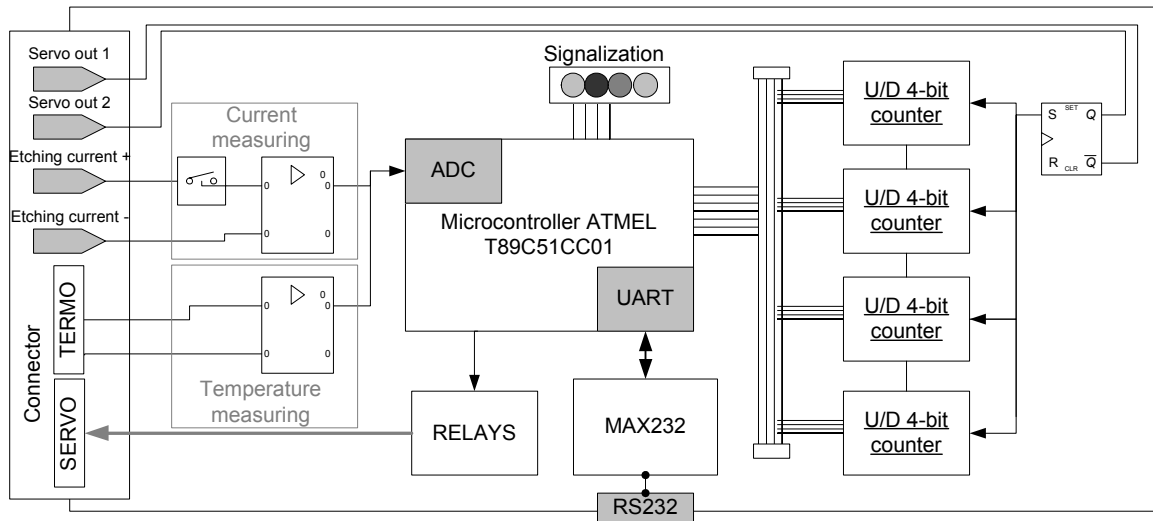 Servo out 1
Servo out 2
Etching current +
Etching current -
Connector
TERMO
SERVO
Current
measuring
0
0
0
0
Temperature
measuring
0
0
0
0
Signalization
ADC
Microcontroller ATMEL
T89C51CC01
UART
RELAYS
MAX232
RS232
U/D 4-bit
counter
U/D 4-bit
counter
U/D 4-bit
counter
U/D 4-bit
counter
S SET Q
R CLR Q